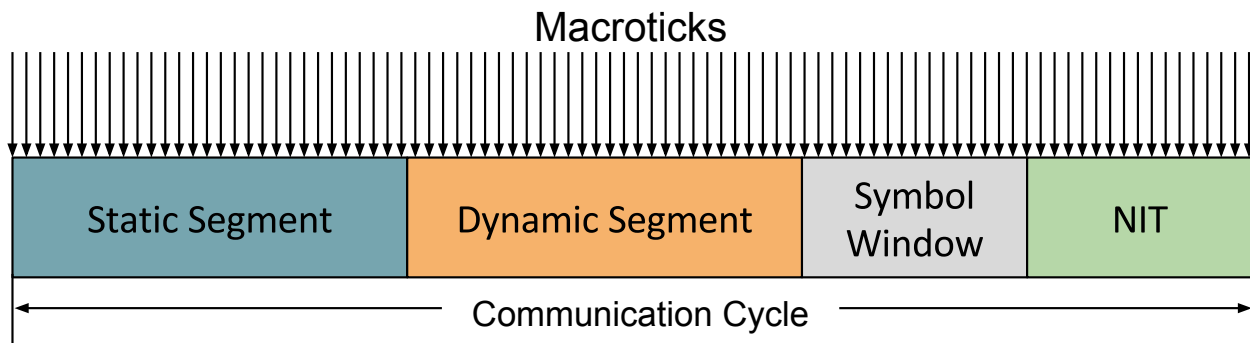 Macroticks
Static Segment
Dynamic Segment
Symbol
Window
NIT
Communication Cycle